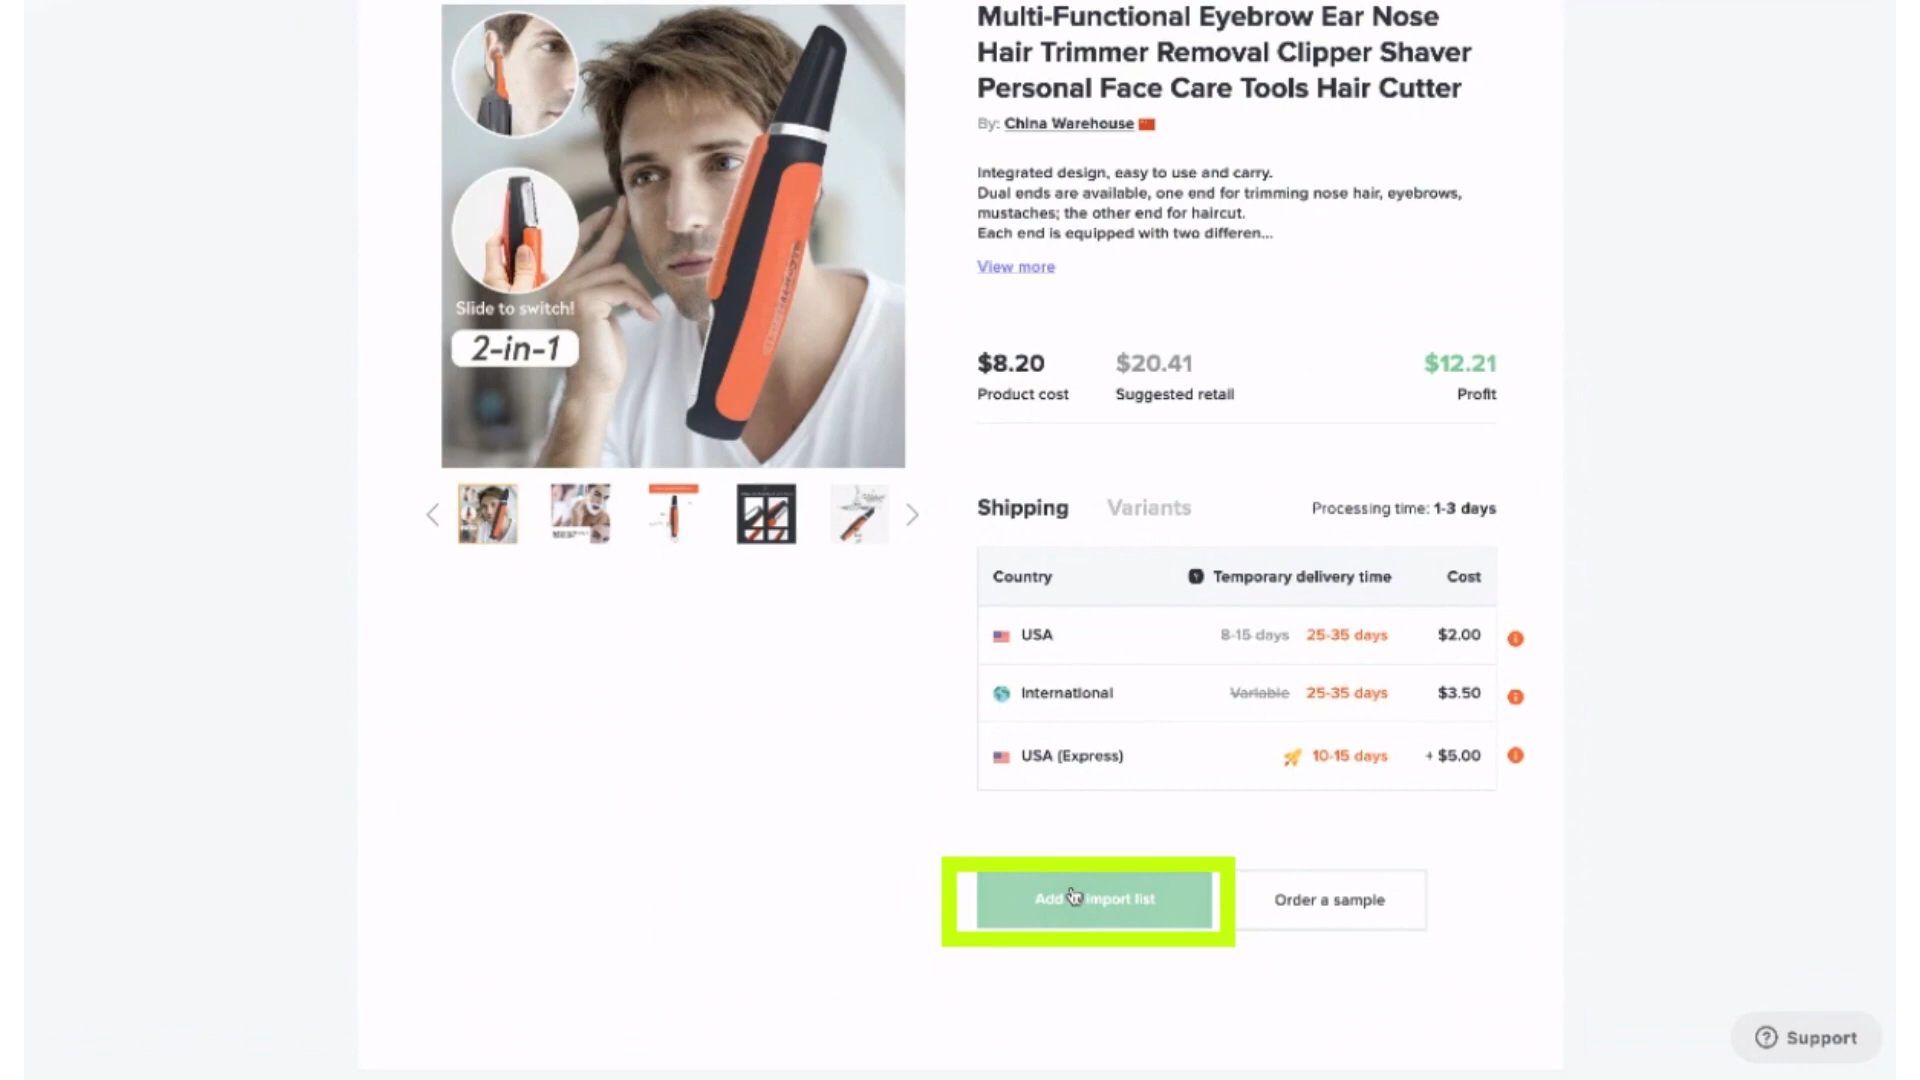 Multi-Functional Eyebrow Ear Nose
Hair Trimmer Removal Clipper Shaver
Personal Face Care Tools Hair Cutter
By: China Warehouse
Integrated design, easy to use and carry.
Dual ends are available, one end for trimming nose hair, eyebrows,
mustaches; the other end for haircut.
Each end is equipped with two differen...
View more
Slide to switch!
2-in-1
$8.20 $20.41 $12.21
Product cost Suggested retail Profit
Shipping Variants Processing time: 1-3 days
Country Temporary delivery time Cost
USA 8-15 days 25-35 days $2.00
International Variable 25-35 days $3.50
USA (Express) 10-15 days + $5.00
Add import list
Order a sample
Support